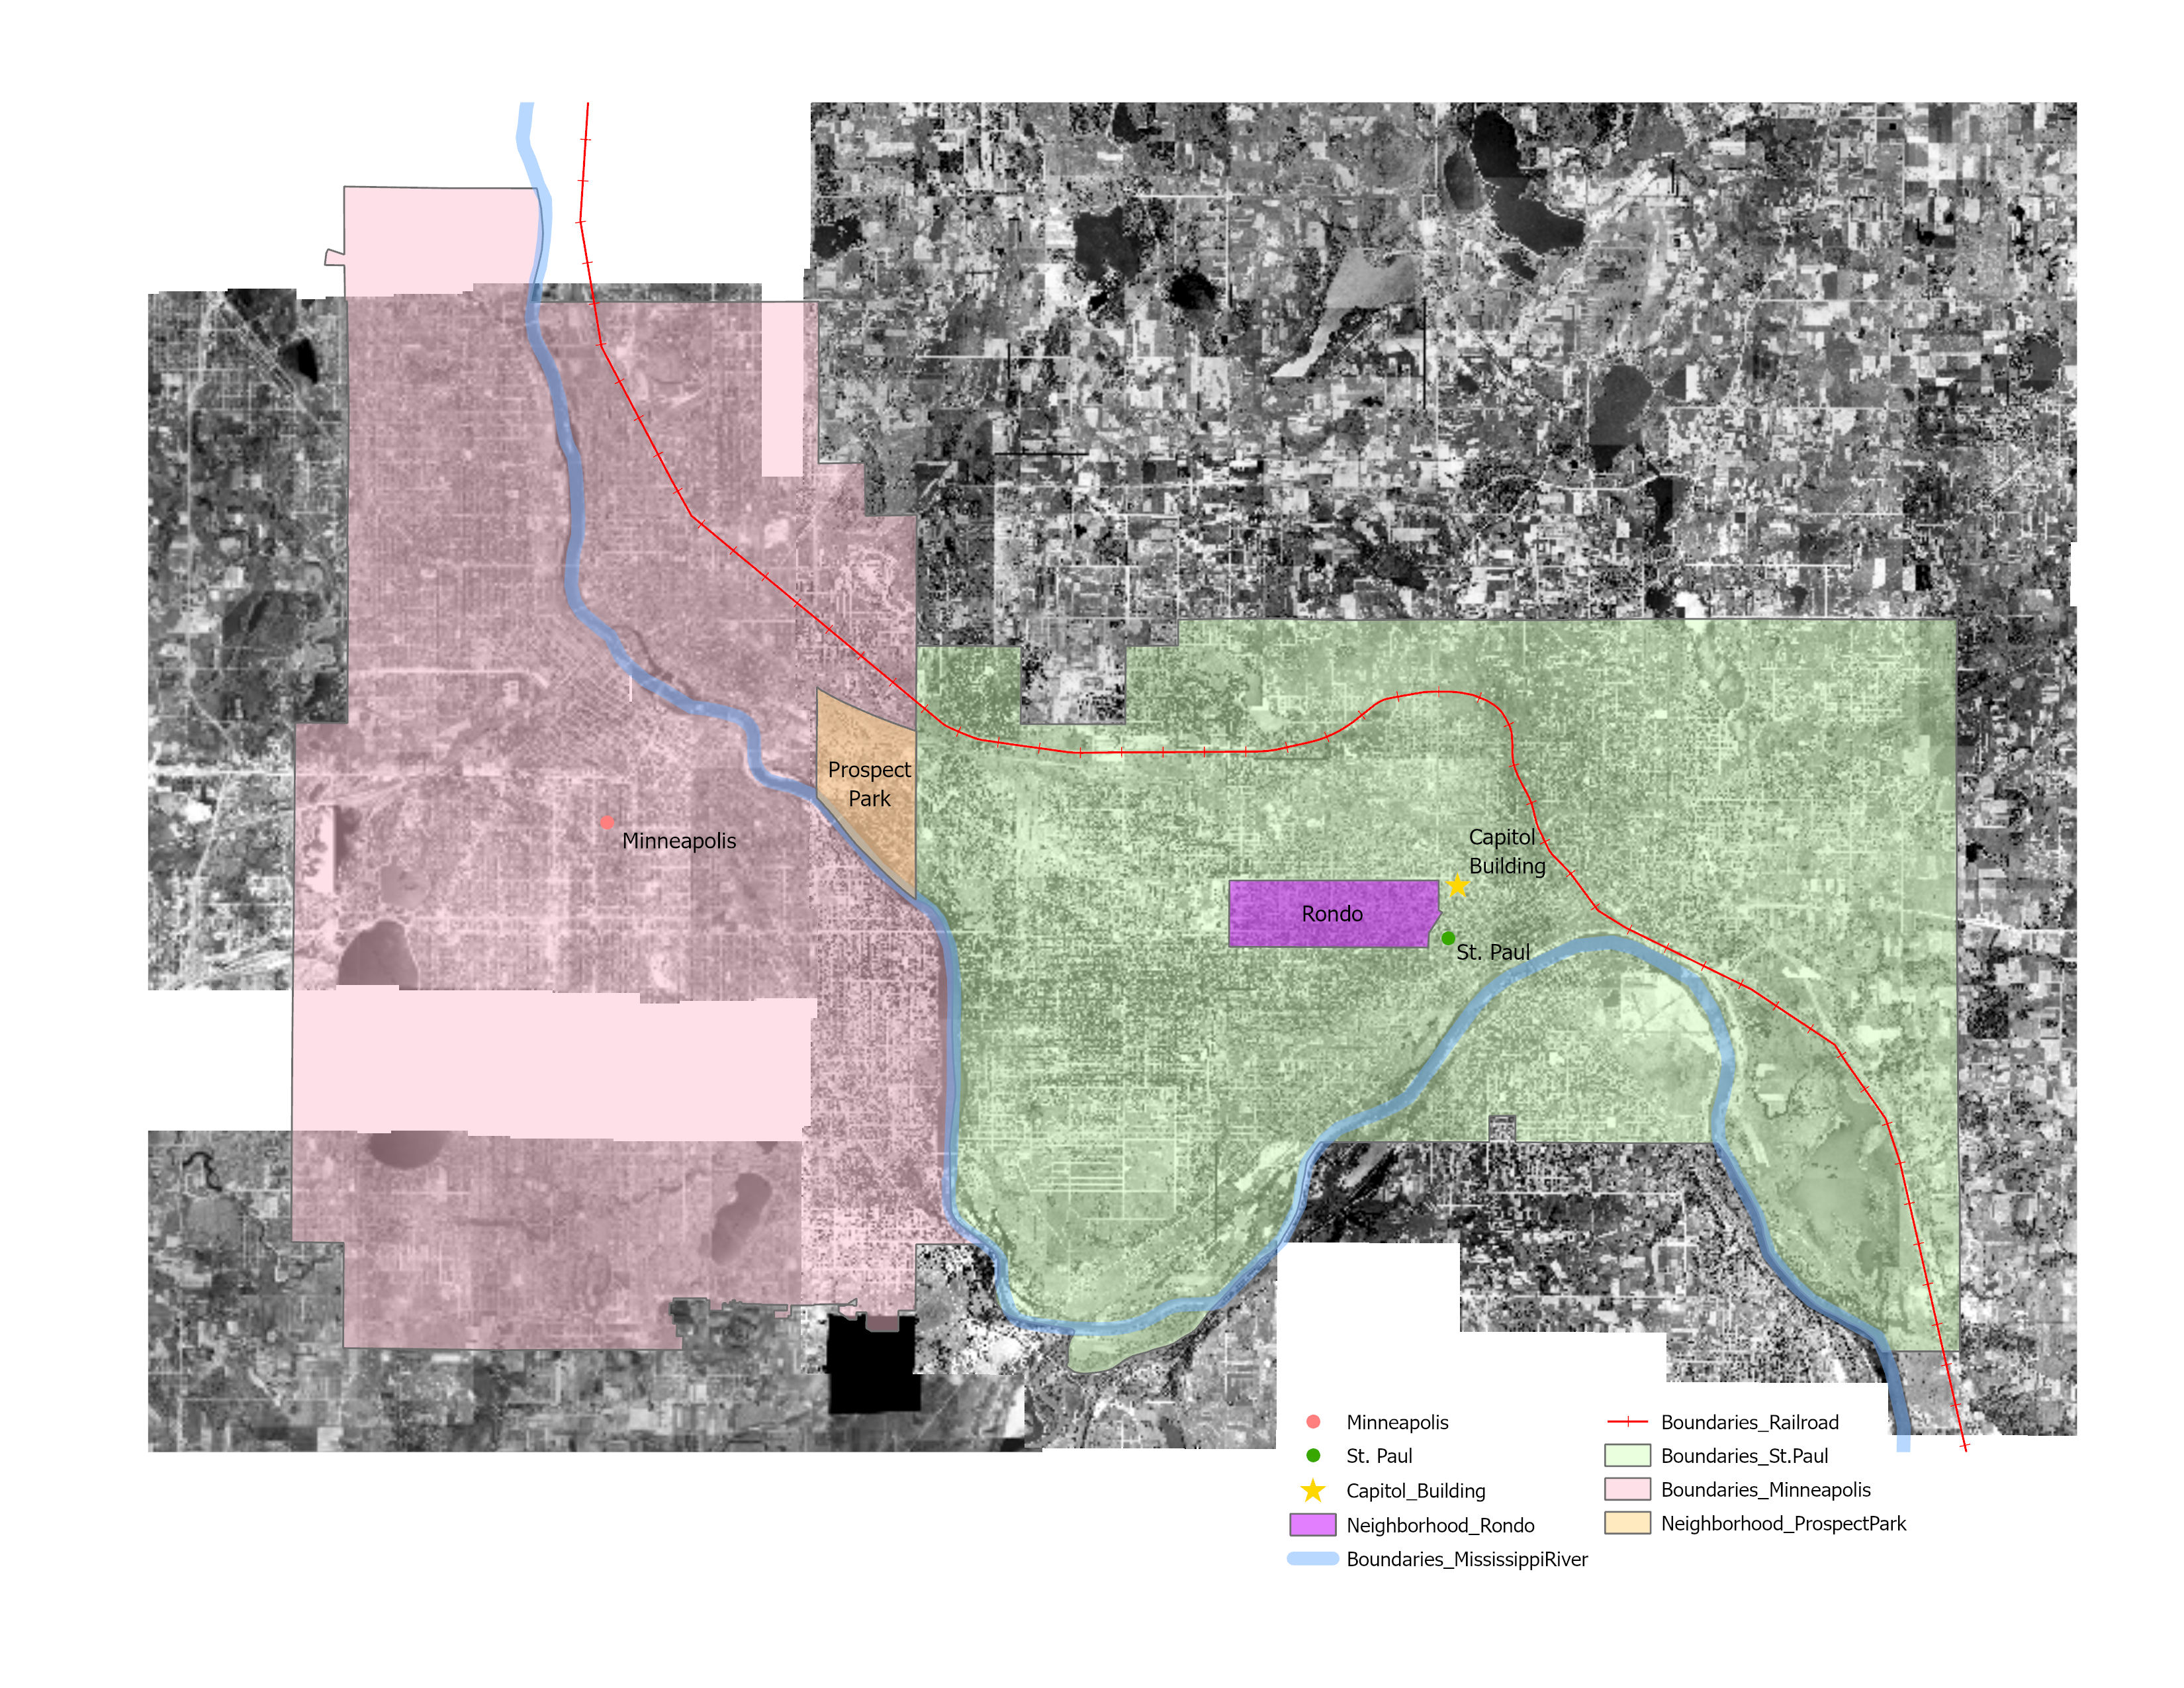 Prospect
Park
Minneapolis
Capitol
Building
Rondo
St. Paul
Minneapolis
St. Paul
Capitol_Building
Neighborhood_Rondo
Boundaries_MississippiRiver
Boundaries_Railroad
Boundaries_St.Paul
Boundaries_Minneapolis
Neighborhood_ProspectPark